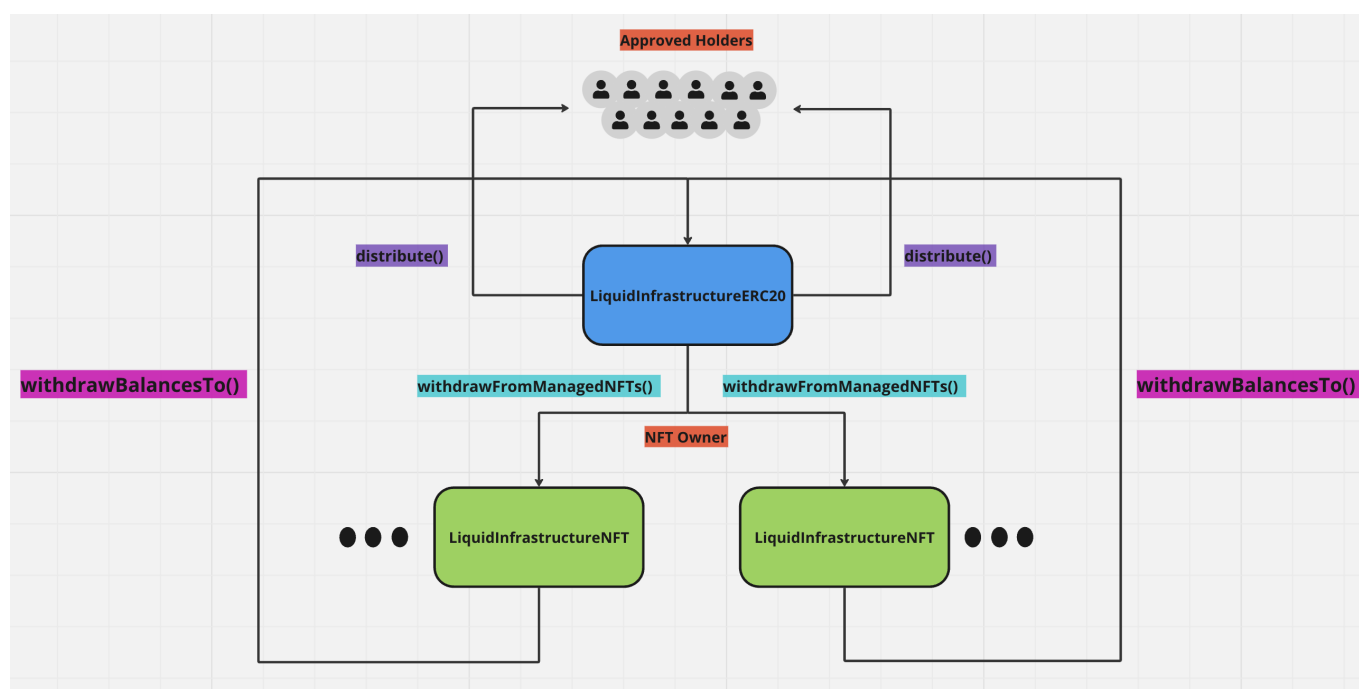 Approved Holders
distribute()
distribute()
LiquidInfrastructureERC20
withdrawBalancesTo()
withdrawFromManagedNFTs()
withdrawFromManagedNFTs()
withdrawBalancesTo()
NFT Owner
LiquidInfrastructureNFT
LiquidInfrastructureNFT